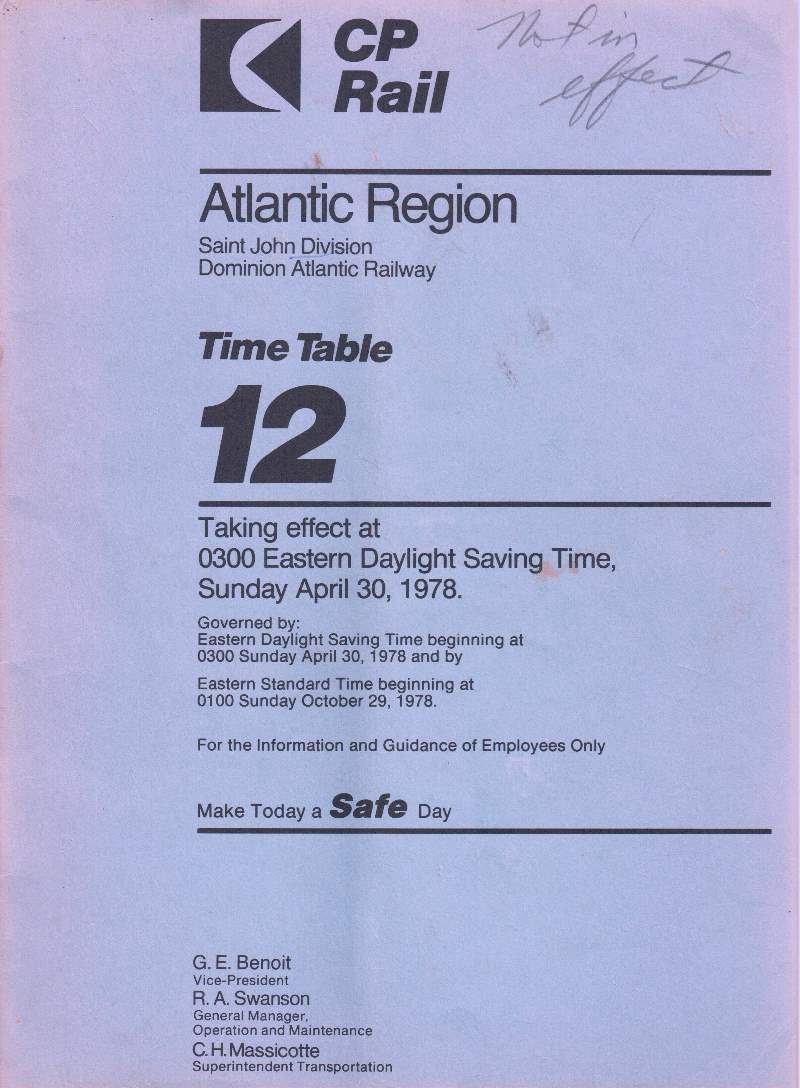 CP
Rail
Not in
effect
Atlantic Region
Saint John Division
Dominion Atlantic Railway
Time Table
12
Taking effect at
0300 Eastern Daylight Saving Time,
Sunday April 30, 1978.
Governed by:
Eastern Daylight Saving Time beginning at
0300 Sunday April 30, 1978 and by
Eastern Standard Time beginning at
0100 Sunday October 29, 1978.
For the Information and Guidance of Employees Only
Make Today a Safe Day
G. E. Benoit
Vice-President
R. A. Swanson
General Manager,
Operation and Maintenance
C. H. Massicotte
Superintendent Transportation